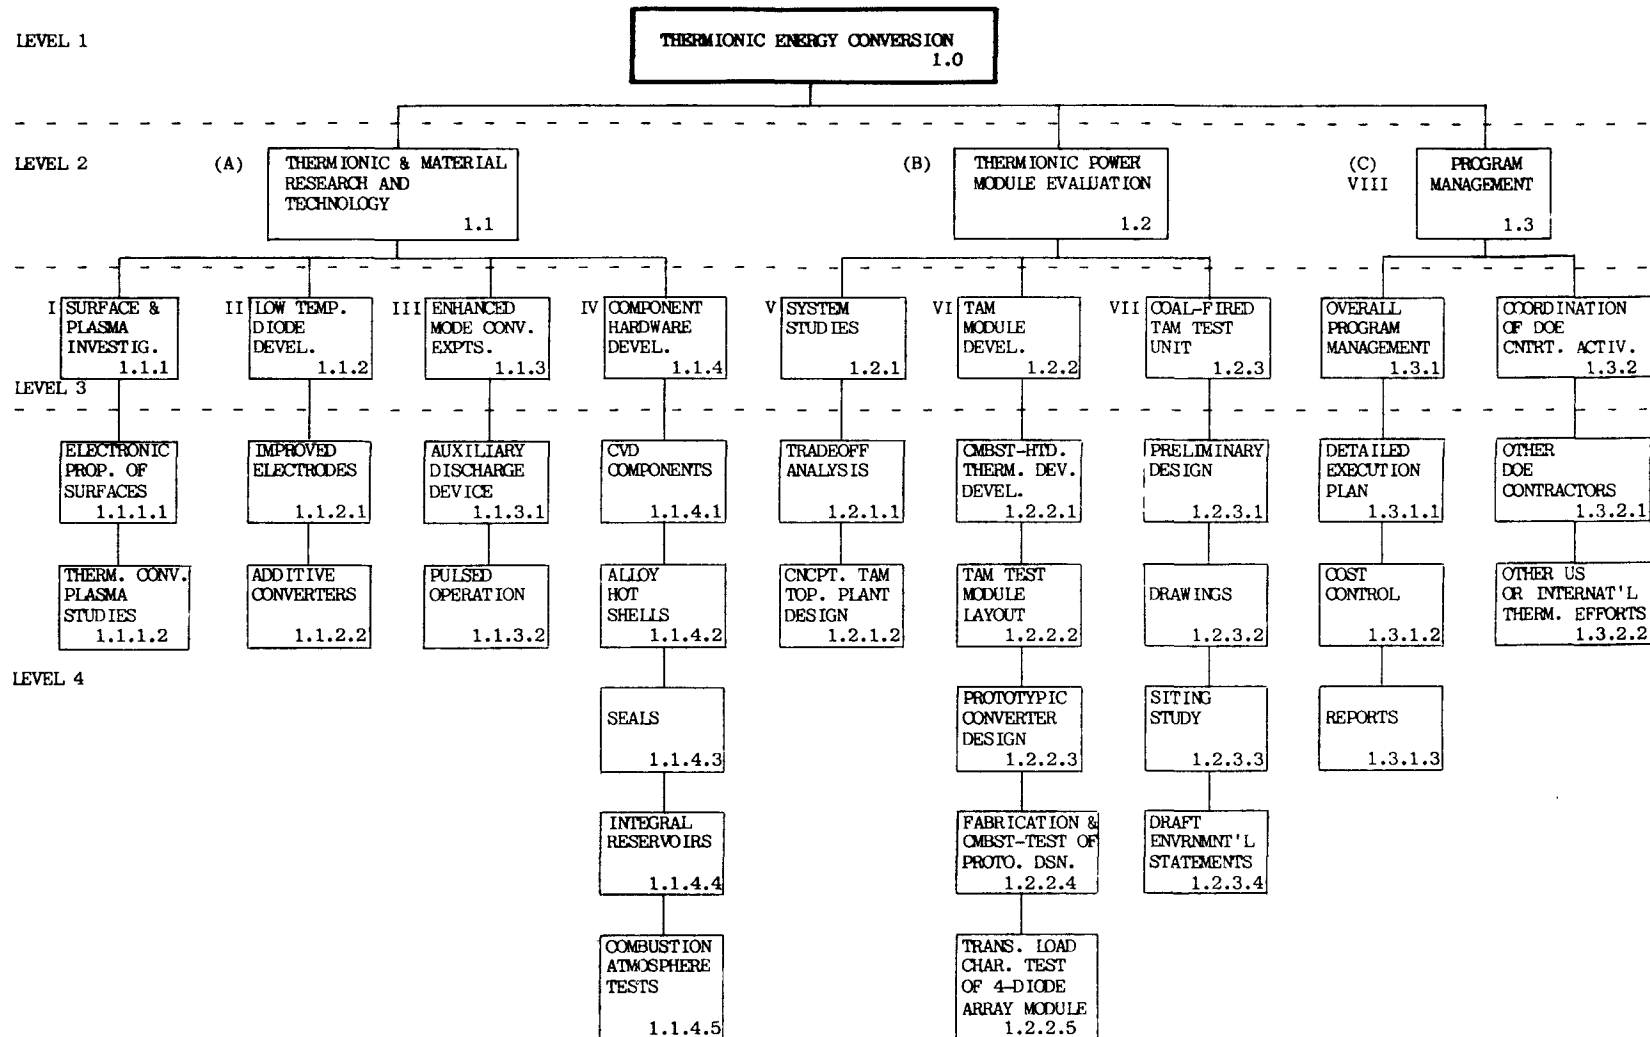 LEVEL 1
THERMIONIC ENERGY CONVERSION
1.0
LEVEL 2
(A)
THERMIONIC & MATERIAL
RESEARCH AND
TECHNOLOGY
1.1
(B)
THERMIONIC POWER
MODULE EVALUATION
1.2
(C)
VIII
PROGRAM
MANAGEMENT
1.3
LEVEL 3
I
SURFACE &
PLASMA
INVESTIG.
1.1.1
II
LOW TEMP.
DIODE
DEVEL.
1.1.2
III
ENHANCED
MODE CONV.
EXPTS.
1.1.3
IV
COMPONENT
HARDWARE
DEVEL.
1.1.4
V
SYSTEM
STUDIES
1.2.1
VI
TAM
MODULE
DEVEL.
1.2.2
VII
COAL-FIRED
TAM TEST
UNIT
1.2.3
OVERALL
PROGRAM
MANAGEMENT
1.3.1
COORDINATION
OF DOE
CNTRT. ACTIV.
1.3.2
LEVEL 4
ELECTRONIC
PROP. OF
SURFACES
1.1.1.1
IMPROVED
ELECTRODES
1.1.2.1
AUXILIARY
DISCHARGE
DEVICE
1.1.3.1
CVD
COMPONENTS
1.1.4.1
TRADEOFF
ANALYSIS
1.2.1.1
CMBST-HTD.
THERM. DEV.
DEVEL.
1.2.2.1
PRELIMINARY
DESIGN
1.2.3.1
DETAILED
EXECUTION
PLAN
1.3.1.1
OTHER
DOE
CONTRACTORS
1.3.2.1
THERM. CONV.
PLASMA
STUDIES
1.1.1.2
ADDITIVE
CONVERTERS
1.1.2.2
PULSED
OPERATION
1.1.3.2
ALLOY
HOT
SHELLS
1.1.4.2
CNCPT. TAM
TOP. PLANT
DESIGN
1.2.1.2
TAM TEST
MODULE
LAYOUT
1.2.2.2
DRAWINGS
1.2.3.2
COST
CONTROL
1.3.1.2
OTHER US
OR INTERNAT'L
THERM. EFFORTS
1.3.2.2
SEALS
1.1.4.3
PROTOTYPIC
CONVERTER
DESIGN
1.2.2.3
SITING
STUDY
1.2.3.3
REPORTS
1.3.1.3
INTEGRAL
RESERVOIRS
1.1.4.4
FABRICATION &
CMBST-TEST OF
PROTO. DSN.
1.2.2.4
DRAFT
ENVRNMNT'L
STATEMENTS
1.2.3.4
COMBUSTION
ATMOSPHERE
TESTS
1.1.4.5
TRANS. LOAD
CHAR. TEST
OF 4-DIODE
ARRAY MODULE
1.2.2.5